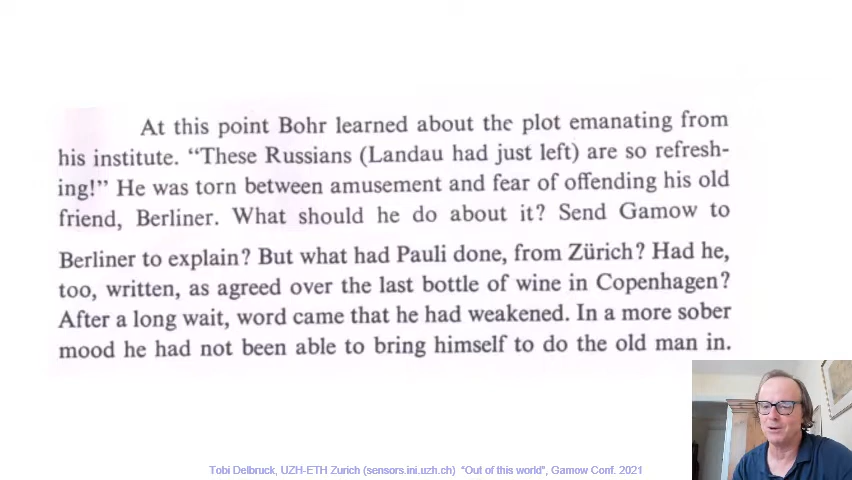 At this point Bohr learned about the plot emanating from
his institute. “These Russians (Landau had just left) are so refresh-
ing!” He was torn between amusement and fear of offending his old
friend, Berliner. What should he do about it? Send Gamow to
Berliner to explain? But what had Pauli done, from Zürich? Had he,
too, written, as agreed over the last bottle of wine in Copenhagen?
After a long wait, word came that he had weakened. In a more sober
mood he had not been able to bring himself to do the old man in.
Tobi Delbruck, UZH-ETH Zurich (sensors.ini.uzh.ch) "Out of this world", Gamow Conf. 2021